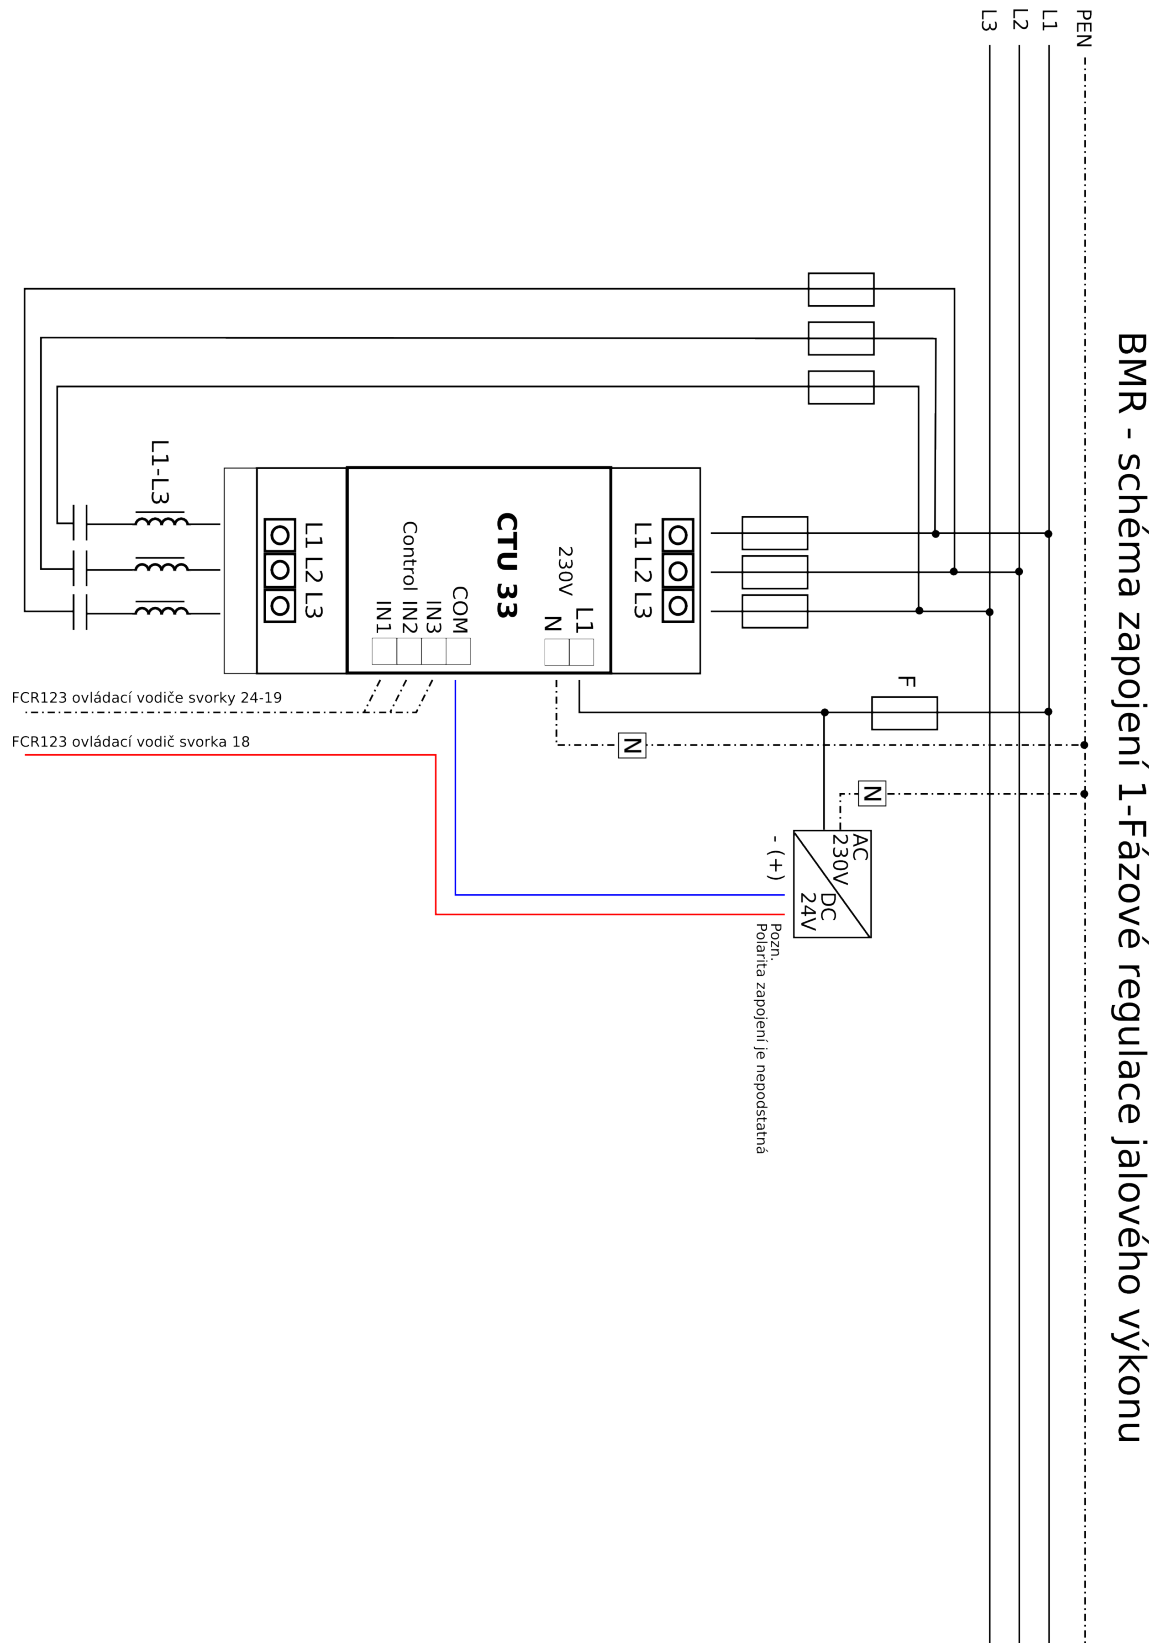 BMR - schéma zapojení 1-Fázové regulace jalového výkonu
PEN
L1
L2
L3
F
N
N
AC
230V
DC
24V
- (+)
Pozn.
Polarita zapojení je nepodstatná
L1 L2 L3
L1
230V
N
CTU 33
COM
IN3
Control IN2
IN1
L1 L2 L3
L1-L3
FCR123 ovládací vodiče svorky 24-19
FCR123 ovládací vodič svorka 18